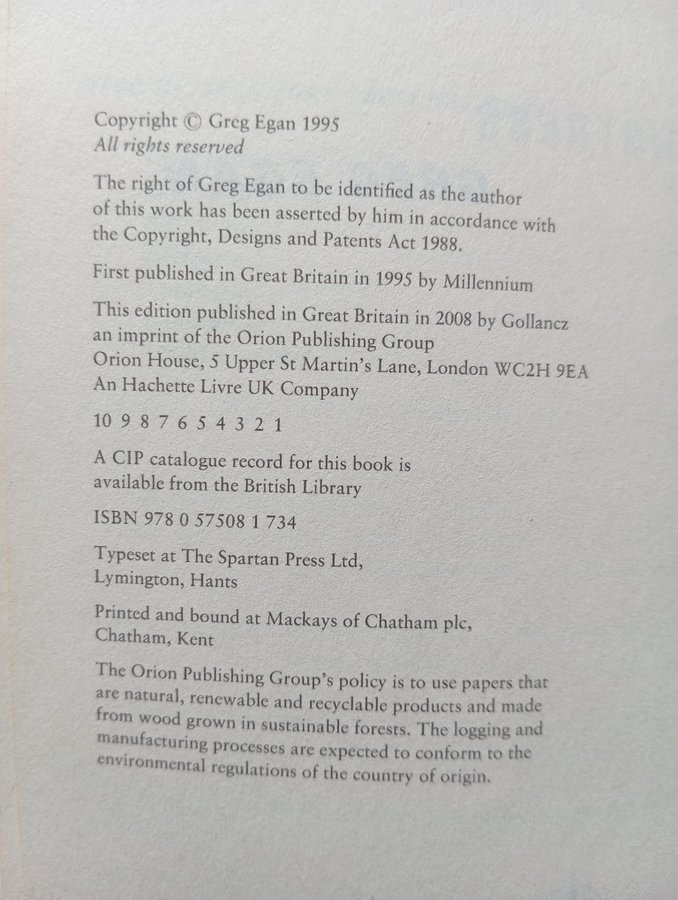 Copyright © Greg Egan 1995
All rights reserved
The right of Greg Egan to be identified as the author
of this work has been asserted by him in accordance with
the Copyright, Designs and Patents Act 1988.
First published in Great Britain in 1995 by Millennium
This edition published in Great Britain in 2008 by Gollancz
an imprint of the Orion Publishing Group
Orion House, 5 Upper St Martin's Lane, London WC2H 9EA
An Hachette Livre UK Company
10 9 8 7 6 5 4 3 2 1
A CIP catalogue record for this book is
available from the British Library
ISBN 978 0 57508 1 734
Typeset at The Spartan Press Ltd,
Lymington, Hants
Printed and bound at Mackays of Chatham plc,
Chatham, Kent
The Orion Publishing Group's policy is to use papers that
are natural, renewable and recyclable products and made
from wood grown in sustainable forests. The logging and
manufacturing processes are expected to conform to the
environmental regulations of the country of origin.